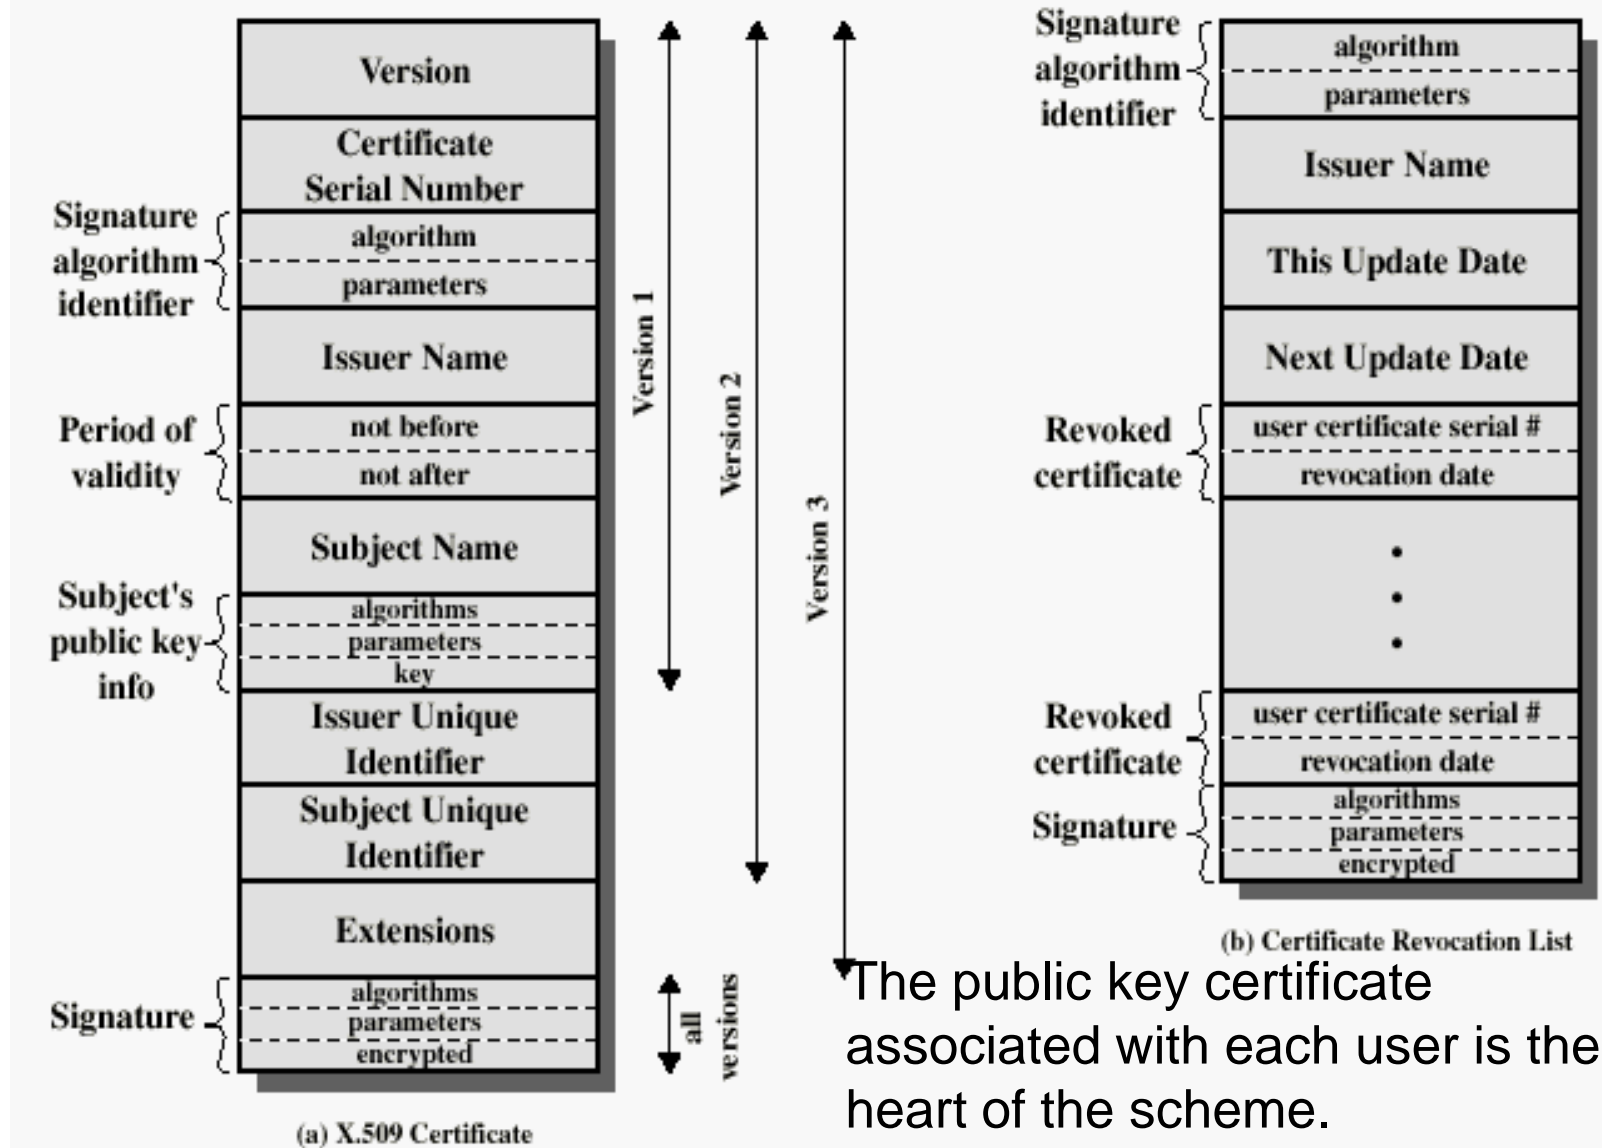 Version
Certificate
Serial Number
Signature
algorithm
identifier
algorithm
parameters
Issuer Name
Period of
validity
not before
not after
Subject Name
Subject's
public key
info
algorithms
parameters
key
Issuer Unique
Identifier
Subject Unique
Identifier
Extensions
Signature
algorithms
parameters
encrypted
(a) X.509 Certificate
Version 1
Version 2
Version 3
all
versions
Signature
algorithm
identifier
algorithm
parameters
Issuer Name
This Update Date
Next Update Date
Revoked
certificate
user certificate serial #
revocation date
Revoked
certificate
user certificate serial #
revocation date
Signature
algorithms
parameters
encrypted
(b) Certificate Revocation List
The public key certificate
associated with each user is the
heart of the scheme.